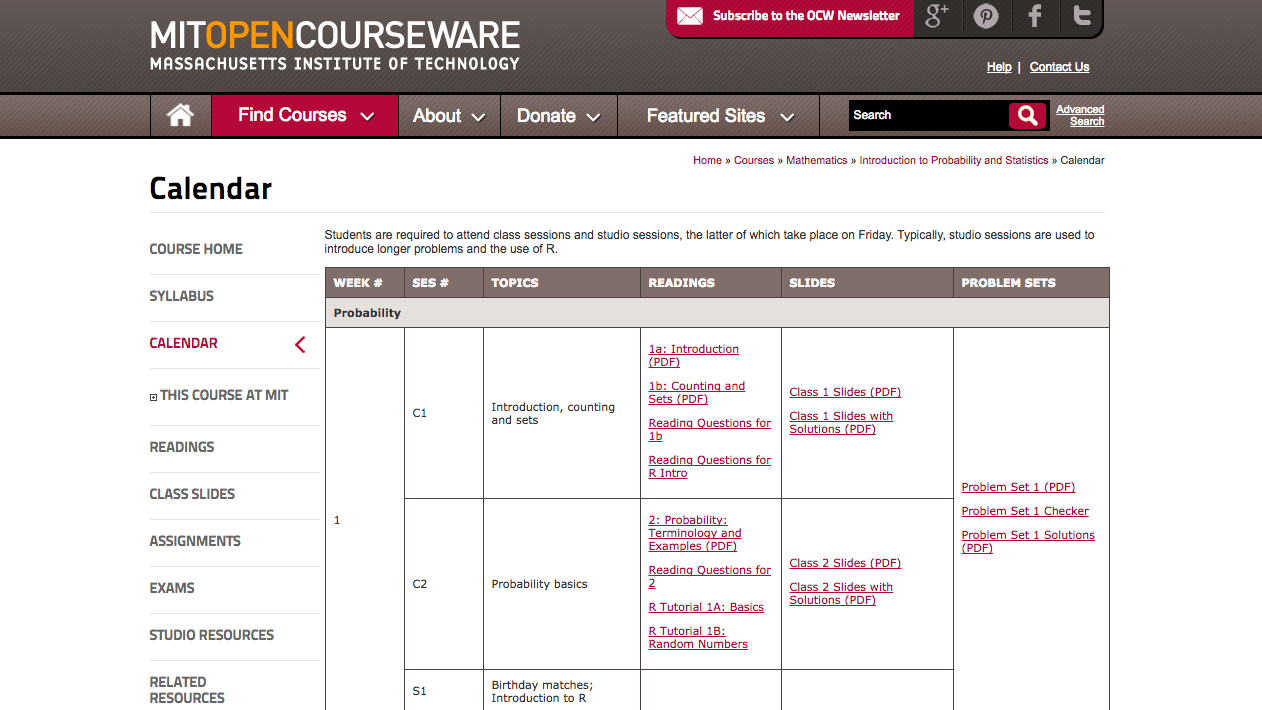 MITOPENCOURSEWARE
MASSACHUSETTS INSTITUTE OF TECHNOLOGY
Subscribe to the OCW Newsletter
Help | Contact Us
Find Courses
About
Donate
Featured Sites
Search
Advanced
Search
Home » Courses » Mathematics » Introduction to Probability and Statistics » Calendar
Calendar
COURSE HOME
SYLLABUS
CALENDAR
THIS COURSE AT MIT
READINGS
CLASS SLIDES
ASSIGNMENTS
EXAMS
STUDIO RESOURCES
RELATED
RESOURCES
Students are required to attend class sessions and studio sessions, the latter of which take place on Friday. Typically, studio sessions are used to
introduce longer problems and the use of R.
WEEK # SES # TOPICS READINGS SLIDES PROBLEM SETS
Probability
1
C1
Introduction, counting
and sets
1a: Introduction
(PDF)
1b: Counting and
Sets (PDF)
Reading Questions for
1b
Reading Questions for
R Intro
Class 1 Slides (PDF)
Class 1 Slides with
Solutions (PDF)
Problem Set 1 (PDF)
Problem Set 1 Checker
Problem Set 1 Solutions
(PDF)
C2
Probability basics
2: Probability:
Terminology and
Examples (PDF)
Reading Questions for
2
R Tutorial 1A: Basics
R Tutorial 1B:
Random Numbers
Class 2 Slides (PDF)
Class 2 Slides with
Solutions (PDF)
S1
Birthday matches;
Introduction to R